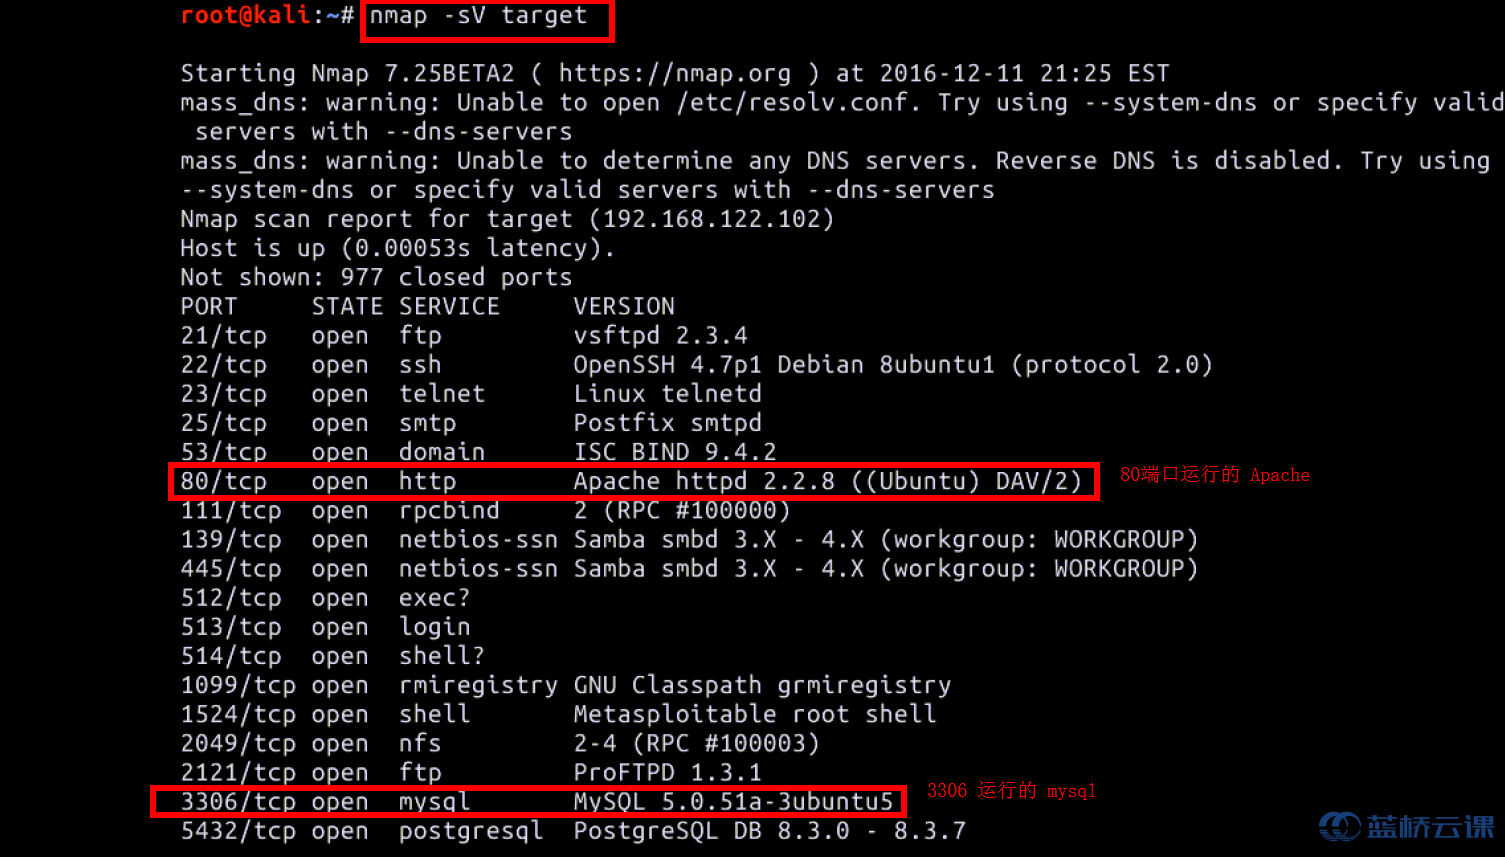 root@kali:~# nmap -sV target
Starting Nmap 7.25BETA2 ( https://nmap.org ) at 2016-12-11 21:25 EST
mass_dns: warning: Unable to open /etc/resolv.conf. Try using --system-dns or specify valid
servers with --dns-servers
mass_dns: warning: Unable to determine any DNS servers. Reverse DNS is disabled. Try using
--system-dns or specify valid servers with --dns-servers
Nmap scan report for target (192.168.122.102)
Host is up (0.00053s latency).
Not shown: 977 closed ports
PORT     STATE SERVICE     VERSION
21/tcp   open  ftp         vsftpd 2.3.4
22/tcp   open  ssh         OpenSSH 4.7p1 Debian 8ubuntu1 (protocol 2.0)
23/tcp   open  telnet      Linux telnetd
25/tcp   open  smtp        Postfix smtpd
53/tcp   open  domain      ISC BIND 9.4.2
80/tcp   open  http        Apache httpd 2.2.8 ((Ubuntu) DAV/2) 80端口运行的 Apache
111/tcp  open  rpcbind     2 (RPC #100000)
139/tcp  open  netbios-ssn Samba smbd 3.X - 4.X (workgroup: WORKGROUP)
445/tcp  open  netbios-ssn Samba smbd 3.X - 4.X (workgroup: WORKGROUP)
512/tcp  open  exec?
513/tcp  open  login
514/tcp  open  shell?
1099/tcp open  rmiregistry GNU Classpath grmiregistry
1524/tcp open  shell       Metasploitable root shell
2049/tcp open  nfs         2-4 (RPC #100003)
2121/tcp open  ftp         ProFTPD 1.3.1
3306/tcp open  mysql       MySQL 5.0.51a-3ubuntu5 3306 运行的 mysql
5432/tcp open  postgresql  PostgreSQL DB 8.3.0 - 8.3.7
蓝桥云课